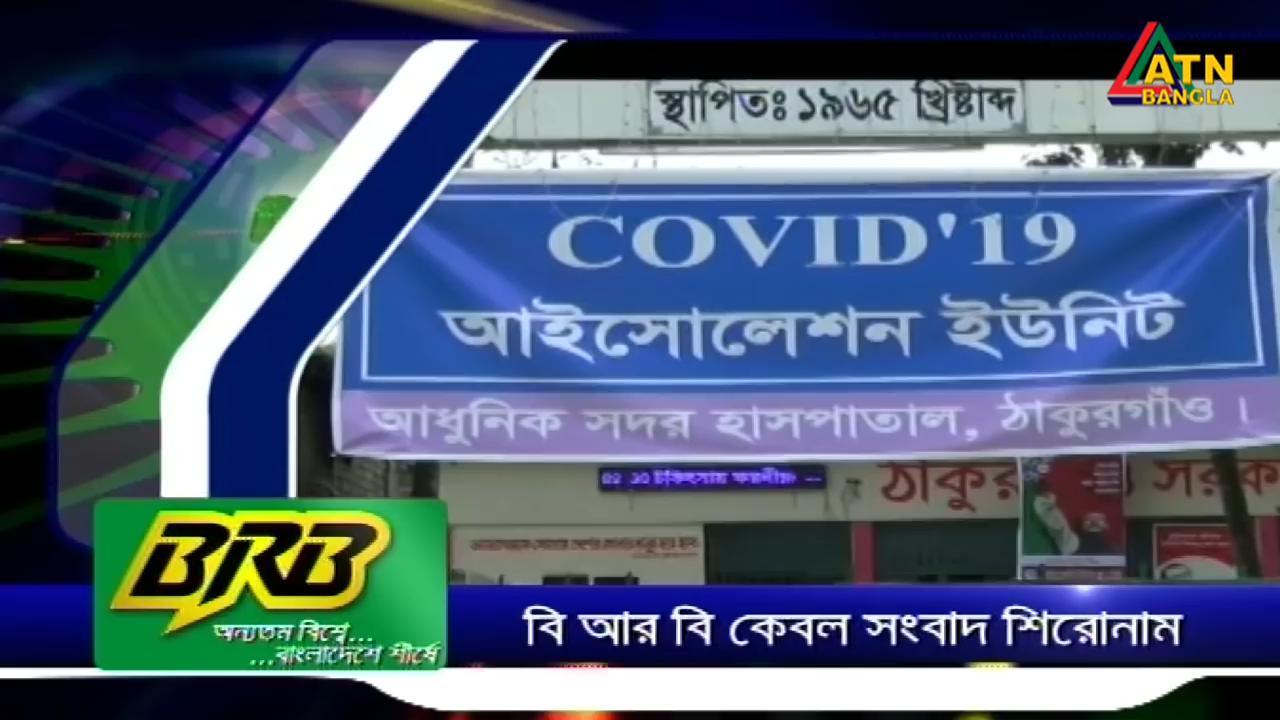 ATN
BANGLA
স্থাপিতঃ ১৯৬৫ খ্রিষ্টাব্দ
COVID'19
আইসোলেশন ইউনিট
আধুনিক সদর হাসপাতাল, ঠাকুরগাঁও ।
ঠাকুর
সরক
BRB
অন্যতম বিশ্বে...
...বাংলাদেশে শীর্ষে
বি আর বি কেবল সংবাদ শিরোনাম